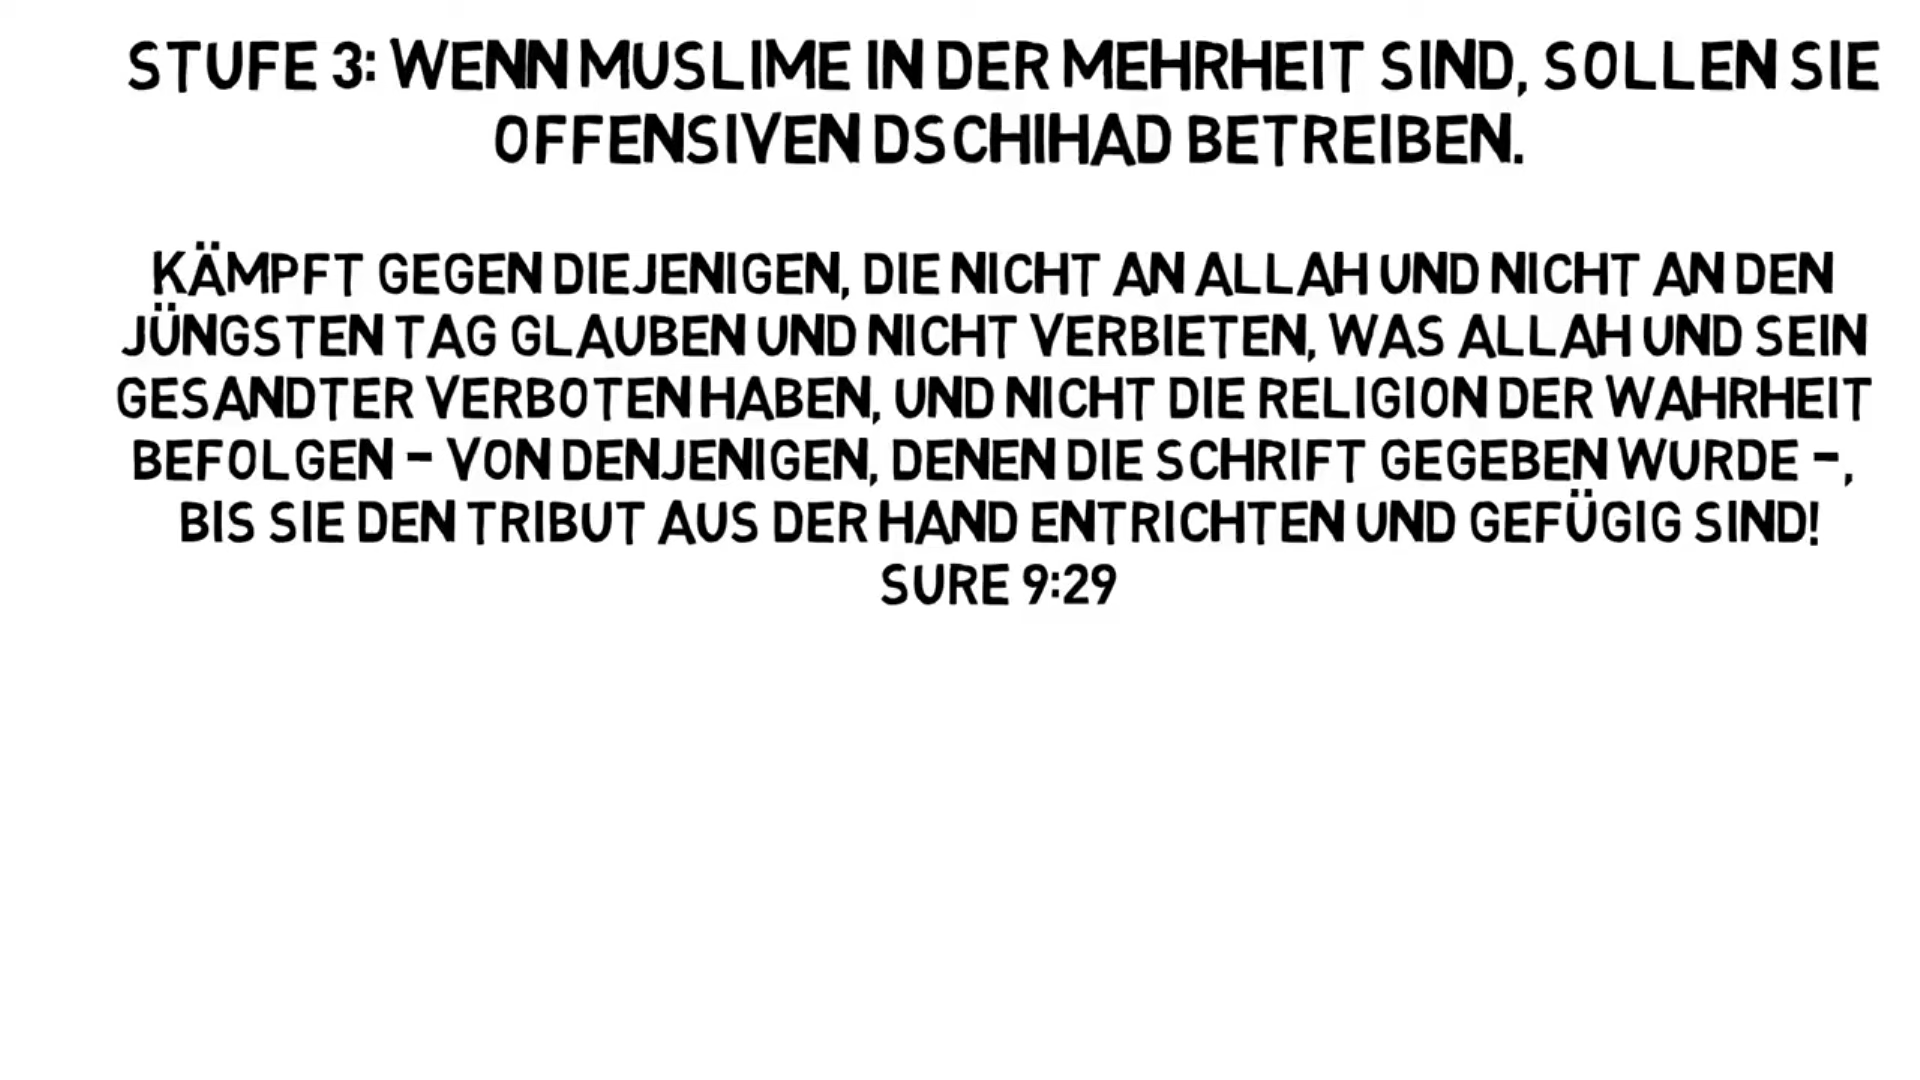 STUFE 3: WENN MUSLIME IN DER MEHRHEIT SIND, SOLLEN SIE
OFFENSIVEN DSCHIHAD BETREIBEN.
KÄMPFT GEGEN DIEJENIGEN, DIE NICHT AN ALLAH UND NICHT AN DEN
JÜNGSTEN TAG GLAUBEN UND NICHT VERBIETEN, WAS ALLAH UND SEIN
GESANDTER VERBOTEN HABEN, UND NICHT DIE RELIGION DER WAHRHEIT
BEFOLGEN – VON DENJENIGEN, DENEN DIE SCHRIFT GEGEBEN WURDE –,
BIS SIE DEN TRIBUT AUS DER HAND ENTRICHTEN UND GEFÜGIG SIND!
SURE 9:29